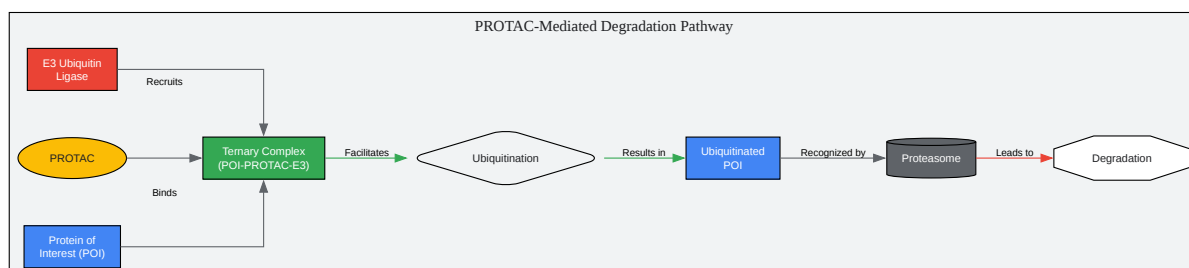 PROTAC-Mediated Degradation Pathway
E3 Ubiquitin
Ligase
Recruits
PROTAC
Ternary Complex
(POI-PROTAC-E3)
Facilitates
Ubiquitination
Results in
Ubiquitinated
POI
Recognized by
Proteasome
Leads to
Degradation
Binds
Protein of
Interest (POI)